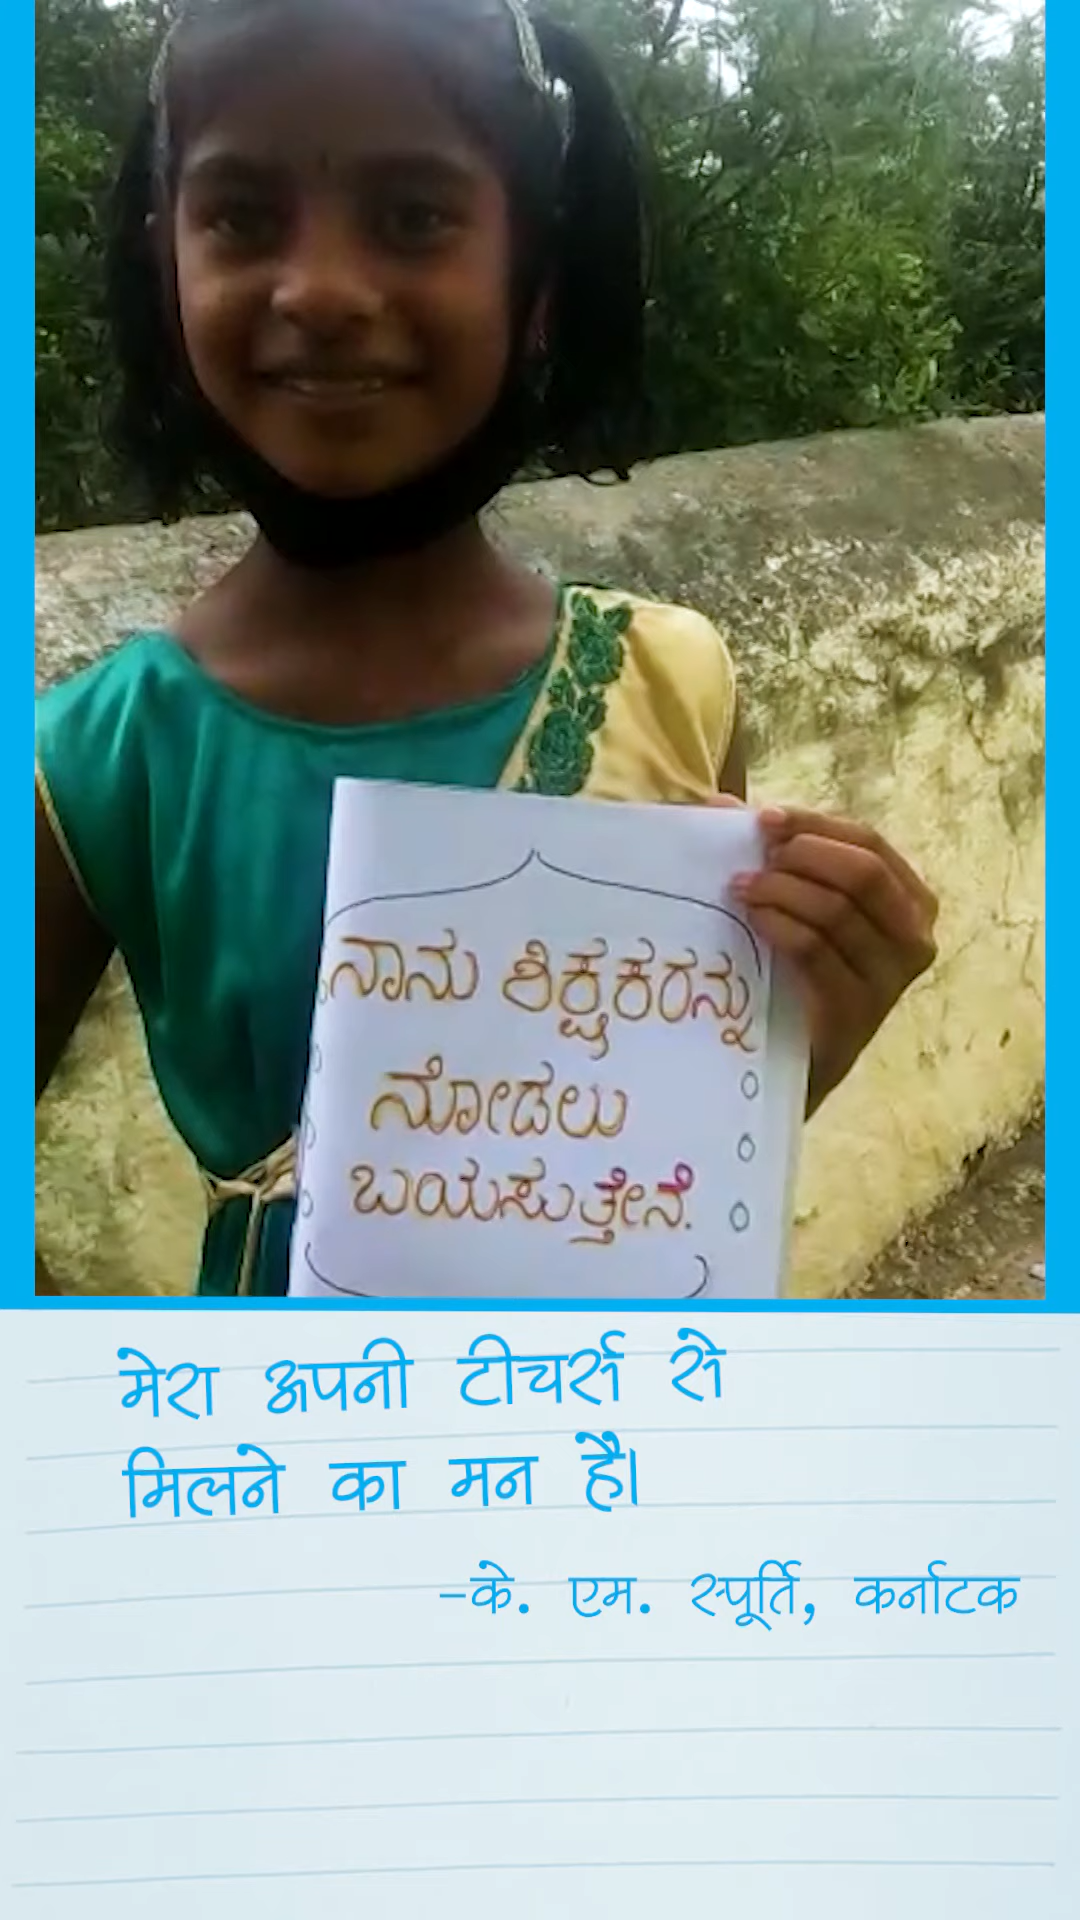 ನಾನು ಶಿಕ್ಷಕರನ್ನು
ನೋಡಲು
ಬಯಸುತ್ತೇನೆ.
मेरा अपनी टीचर्स से
मिलने का मन है।
-के. एम. स्पूर्ति, कर्नाटक